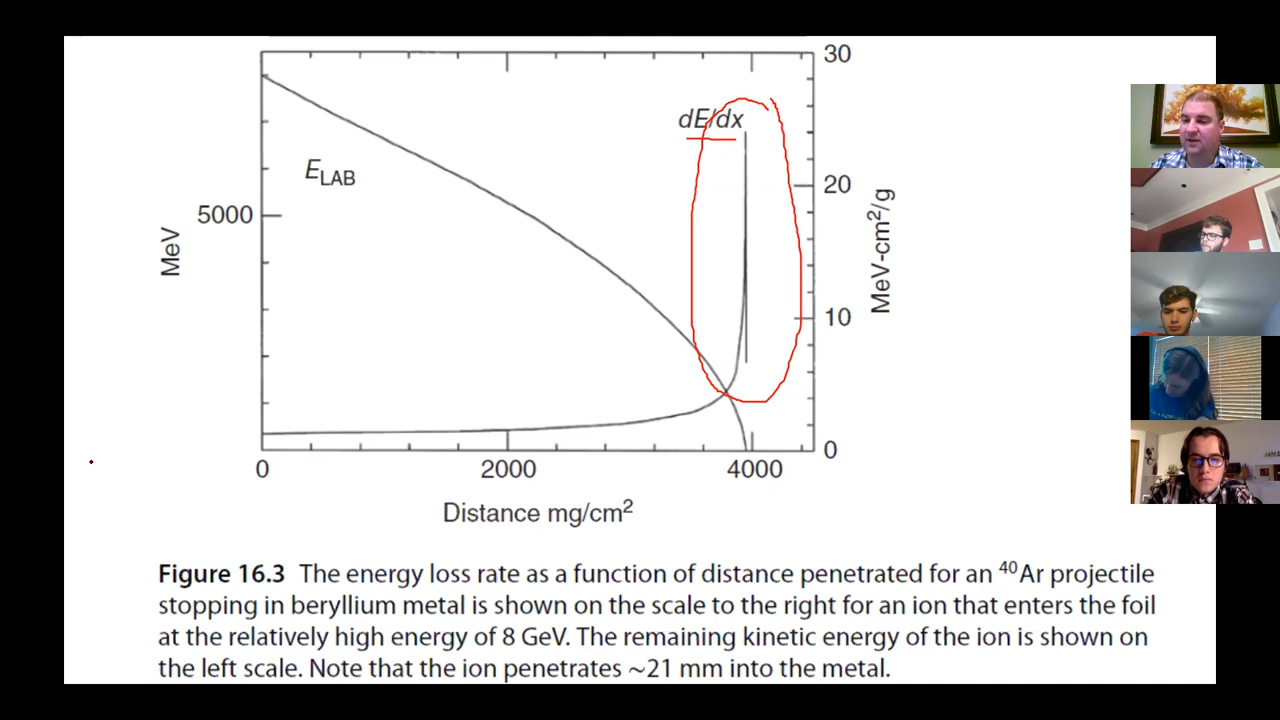 30
dE/dx
E_LAB
20
5000
MeV
MeV-cm²/g
10
0
0
2000
4000
Distance mg/cm²
Figure 16.3 The energy loss rate as a function of distance penetrated for an ⁴⁰Ar projectile
stopping in beryllium metal is shown on the scale to the right for an ion that enters the foil
at the relatively high energy of 8 GeV. The remaining kinetic energy of the ion is shown on
the left scale. Note that the ion penetrates ~21 mm into the metal.